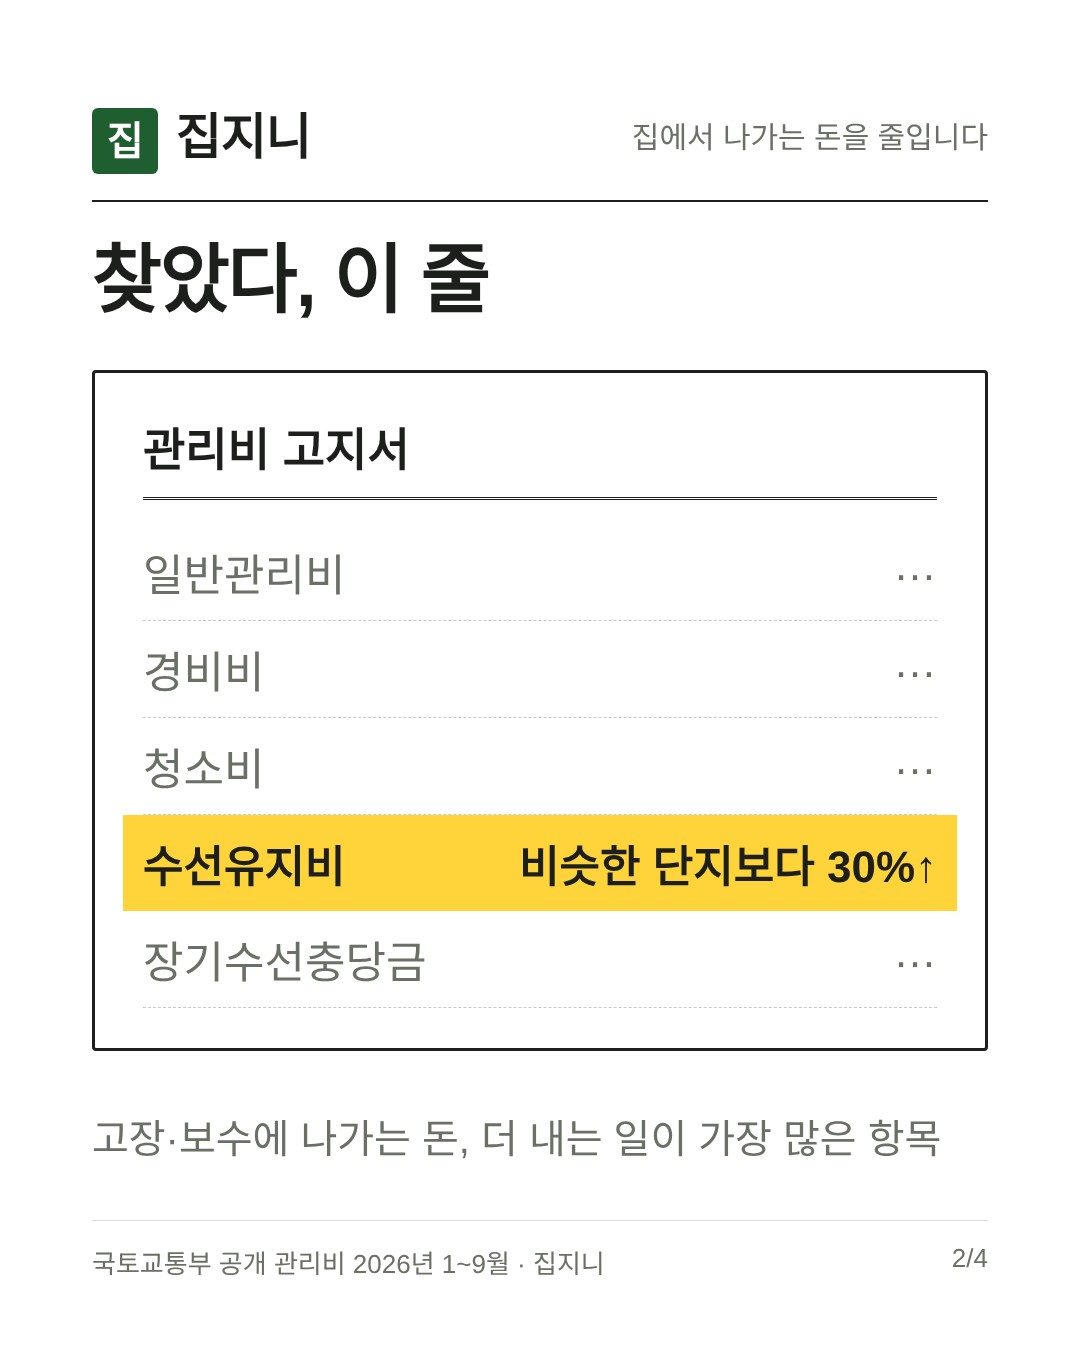 집 집지니 집에서 나가는 돈을 줄입니다
찾았다, 이 줄
관리비 고지서
일반관리비 ···
경비비 ···
청소비 ···
수선유지비 비슷한 단지보다 30%↑
장기수선충당금 ···
고장·보수에 나가는 돈, 더 내는 일이 가장 많은 항목
국토교통부 공개 관리비 2026년 1~9월 · 집지니 2/4